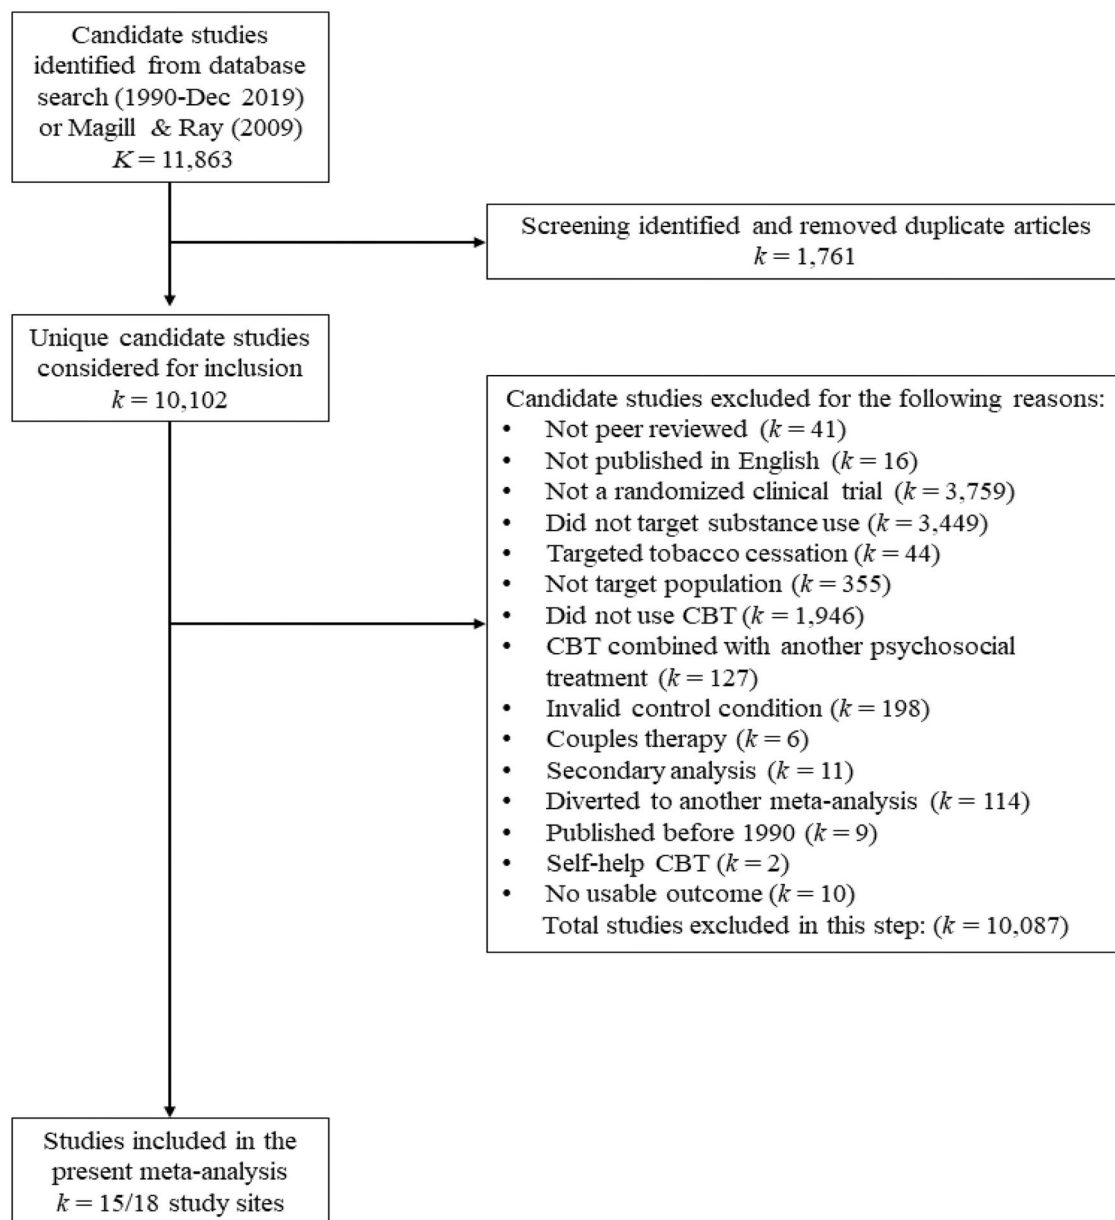 Candidate studies
identified from database
search (1990-Dec 2019)
or Magill & Ray (2009)
K = 11,863
Screening identified and removed duplicate articles
k = 1,761
Unique candidate studies
considered for inclusion
k = 10,102
Candidate studies excluded for the following reasons:
• Not peer reviewed (k = 41)
• Not published in English (k = 16)
• Not a randomized clinical trial (k = 3,759)
• Did not target substance use (k = 3,449)
• Targeted tobacco cessation (k = 44)
• Not target population (k = 355)
• Did not use CBT (k = 1,946)
• CBT combined with another psychosocial
treatment (k = 127)
• Invalid control condition (k = 198)
• Couples therapy (k = 6)
• Secondary analysis (k = 11)
• Diverted to another meta-analysis (k = 114)
• Published before 1990 (k = 9)
• Self-help CBT (k = 2)
• No usable outcome (k = 10)
Total studies excluded in this step: (k = 10,087)
Studies included in the
present meta-analysis
k = 15/18 study sites